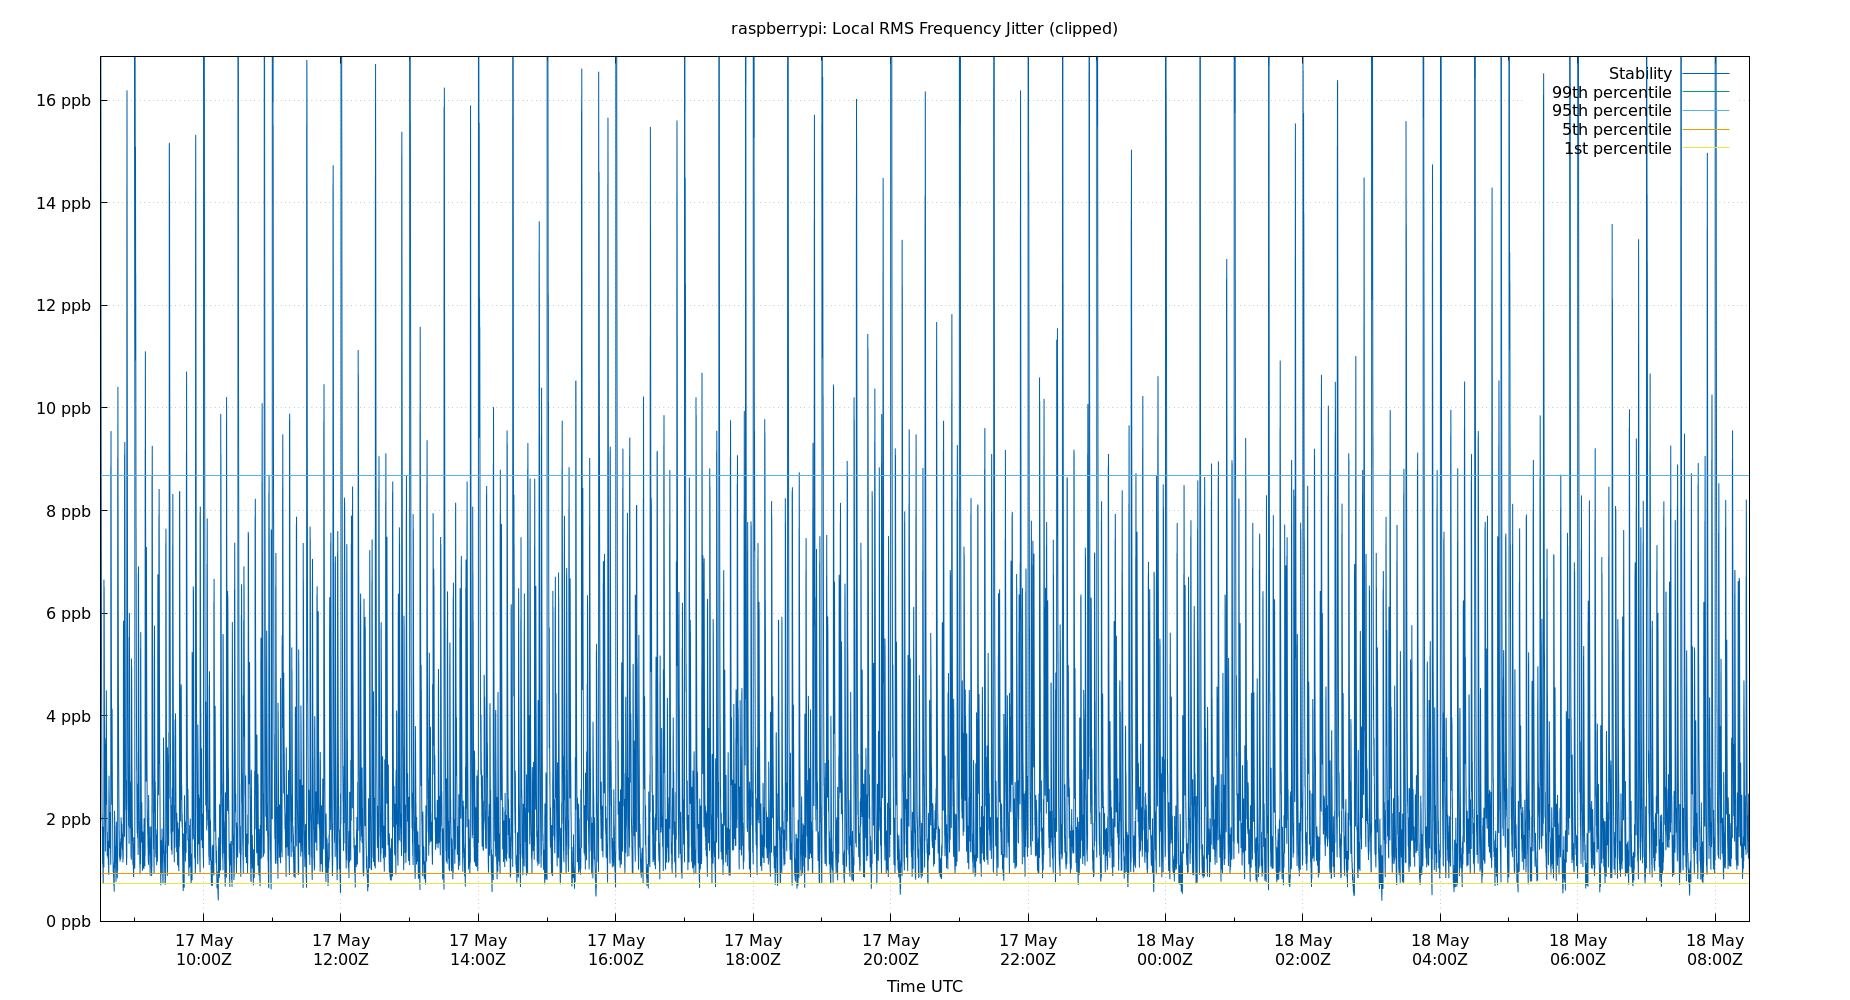 raspberrypi: Local RMS Frequency Jitter (clipped)
Stability
99th percentile
95th percentile
5th percentile
1st percentile
16 ppb
14 ppb
12 ppb
10 ppb
8 ppb
6 ppb
4 ppb
2 ppb
0 ppb
17 May 17 May 17 May 17 May 17 May 17 May 17 May 18 May 18 May 18 May 18 May 18 May
10:00Z 12:00Z 14:00Z 16:00Z 18:00Z 20:00Z 22:00Z 00:00Z 02:00Z 04:00Z 06:00Z 08:00Z
Time UTC